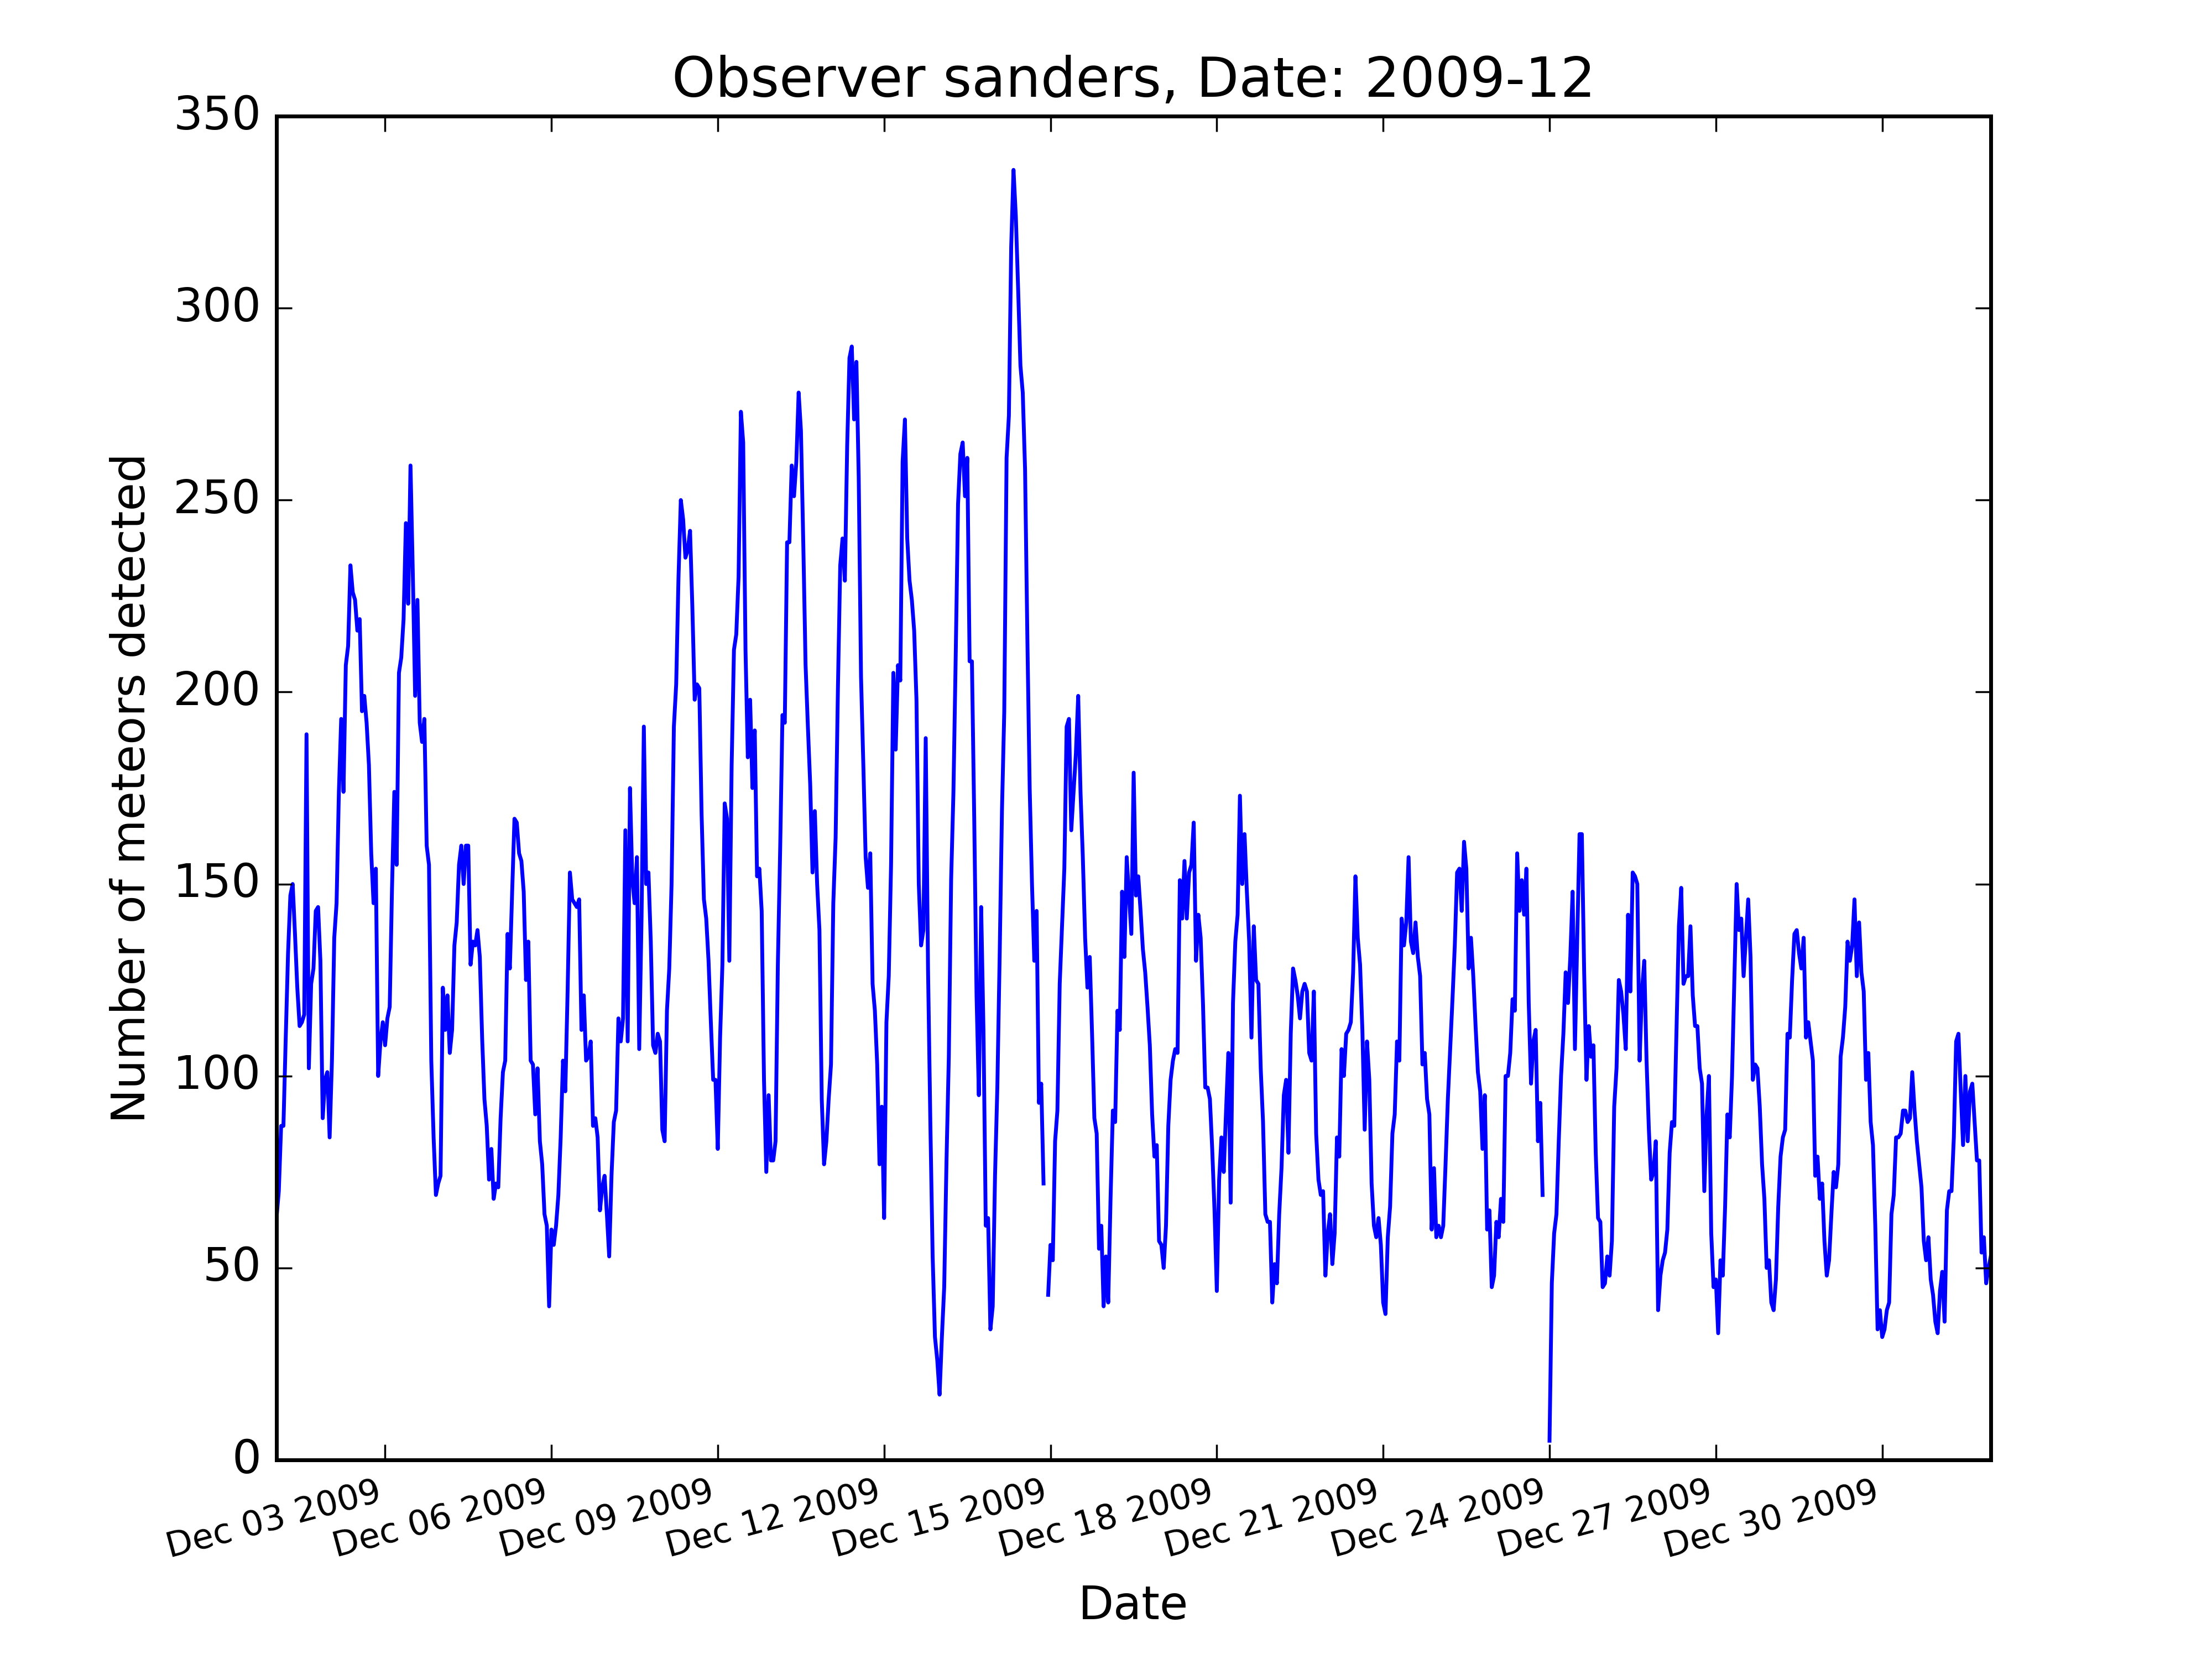 Observer sanders, Date: 2009-12
350
300
250
200
150
100
50
0
Number of meteors detected
Dec 03 2009
Dec 06 2009
Dec 09 2009
Dec 12 2009
Dec 15 2009
Dec 18 2009
Dec 21 2009
Dec 24 2009
Dec 27 2009
Dec 30 2009
Date